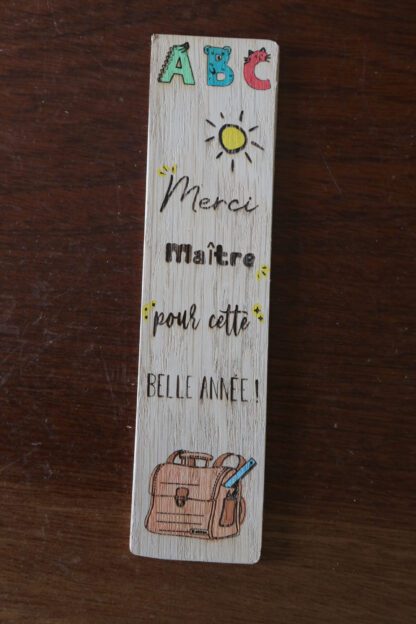 ABC
Merci
Maître
pour cette
BELLE ANNÉE !